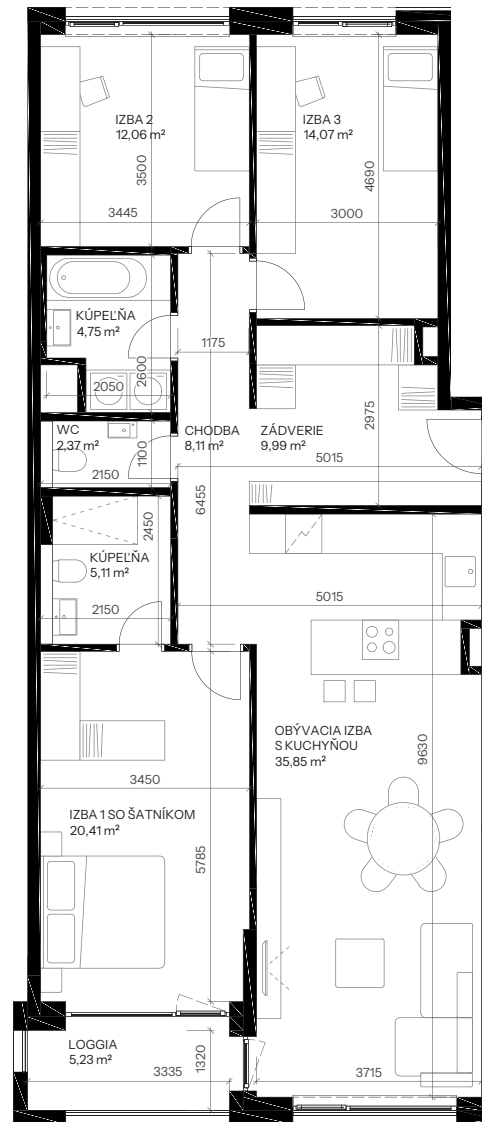 IZBA 2
12,06 m²
IZBA 3
14,07 m²
3500
4690
3445
3000
KÚPEĽŇA
4,75 m²
1175
2600
2050
2975
WC
2,37 m²
CHODBA
8,11 m²
ZÁDVERIE
9,99 m²
1100
5015
2150
6455
2450
KÚPEĽŇA
5,11 m²
2150
5015
OBÝVACIA IZBA
S KUCHYŇOU
35,85 m²
9630
3450
IZBA 1 SO ŠATNÍKOM
20,41 m²
5785
LOGGIA
5,23 m²
1320
3335
3715